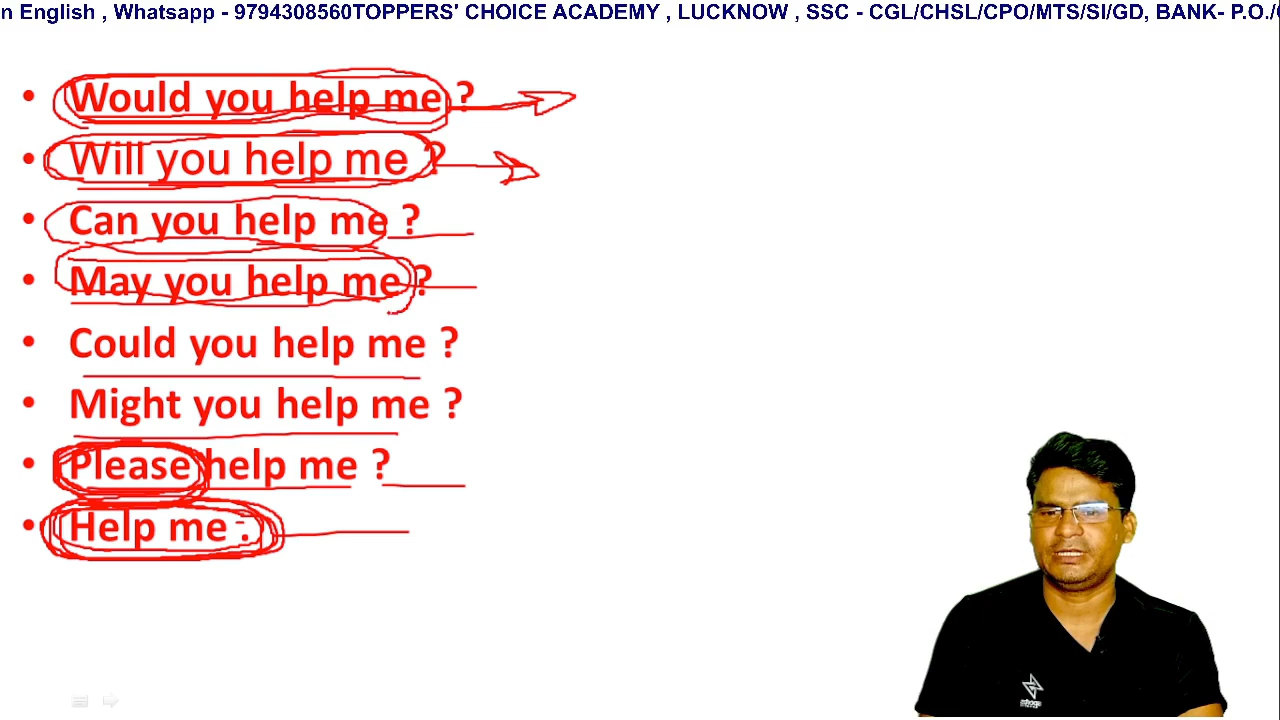 n English , Whatsapp - 9794308560TOPPERS' CHOICE ACADEMY , LUCKNOW , SSC - CGL/CHSL/CPO/MTS/SI/GD, BANK- P.O./
• Would you help me ?
• Will you help me ?
• Can you help me ?
• May you help me ?
• Could you help me ?
• Might you help me ?
• Please help me ?
• Help me .